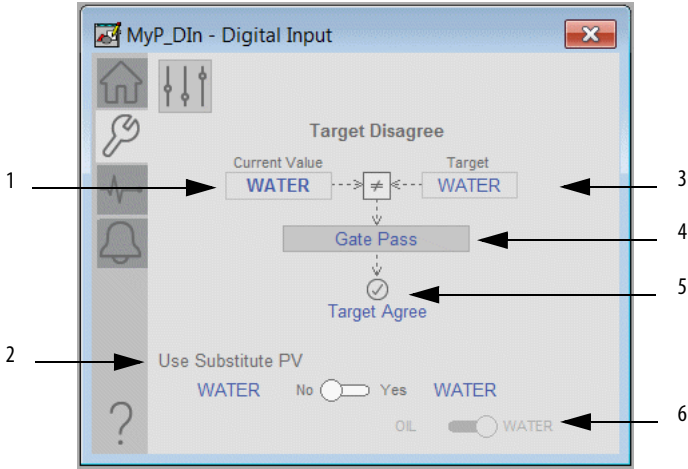 MyP_DIn - Digital Input
Target Disagree
Current Value Target
1 WATER ≠ WATER 3
Gate Pass 4
5
Target Agree
2 Use Substitute PV
WATER No Yes WATER
OIL WATER 6
?